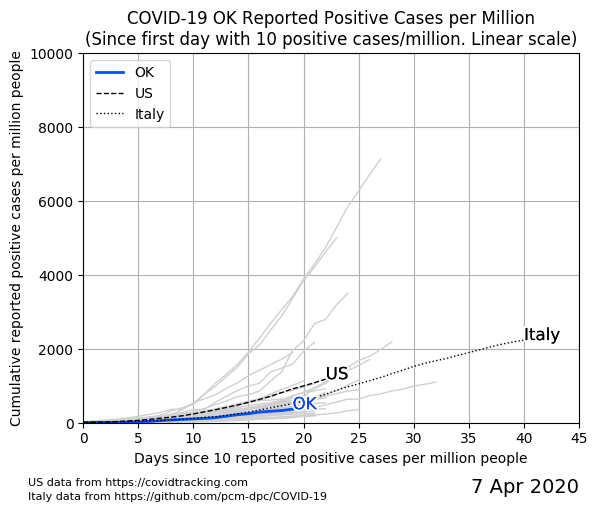 COVID-19 OK Reported Positive Cases per Million
(Since first day with 10 positive cases/million. Linear scale)
Cumulative reported positive cases per million people
10000
8000
6000
4000
2000
0
OK
US
Italy
Italy
US
OK
0 5 10 15 20 25 30 35 40 45
Days since 10 reported positive cases per million people
US data from https://covidtracking.com
Italy data from https://github.com/pcm-dpc/COVID-19
7 Apr 2020